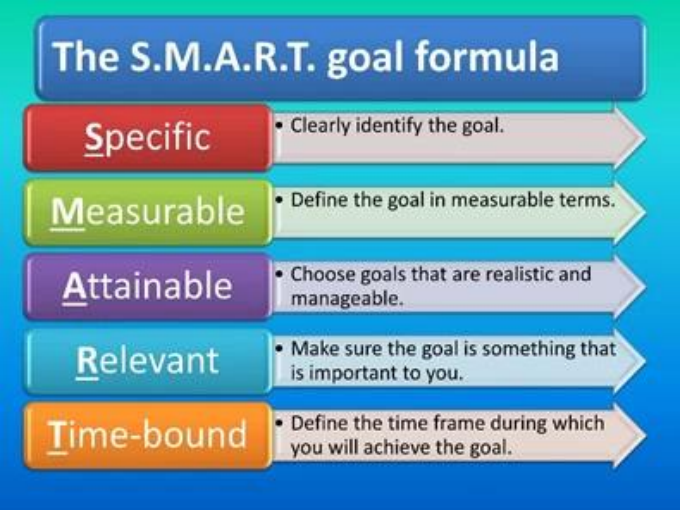 The S.M.A.R.T. goal formula
Specific
• Clearly identify the goal.
Measurable
• Define the goal in measurable terms.
Attainable
• Choose goals that are realistic and
manageable.
Relevant
• Make sure the goal is something that
is important to you.
Time-bound
• Define the time frame during which
you will achieve the goal.